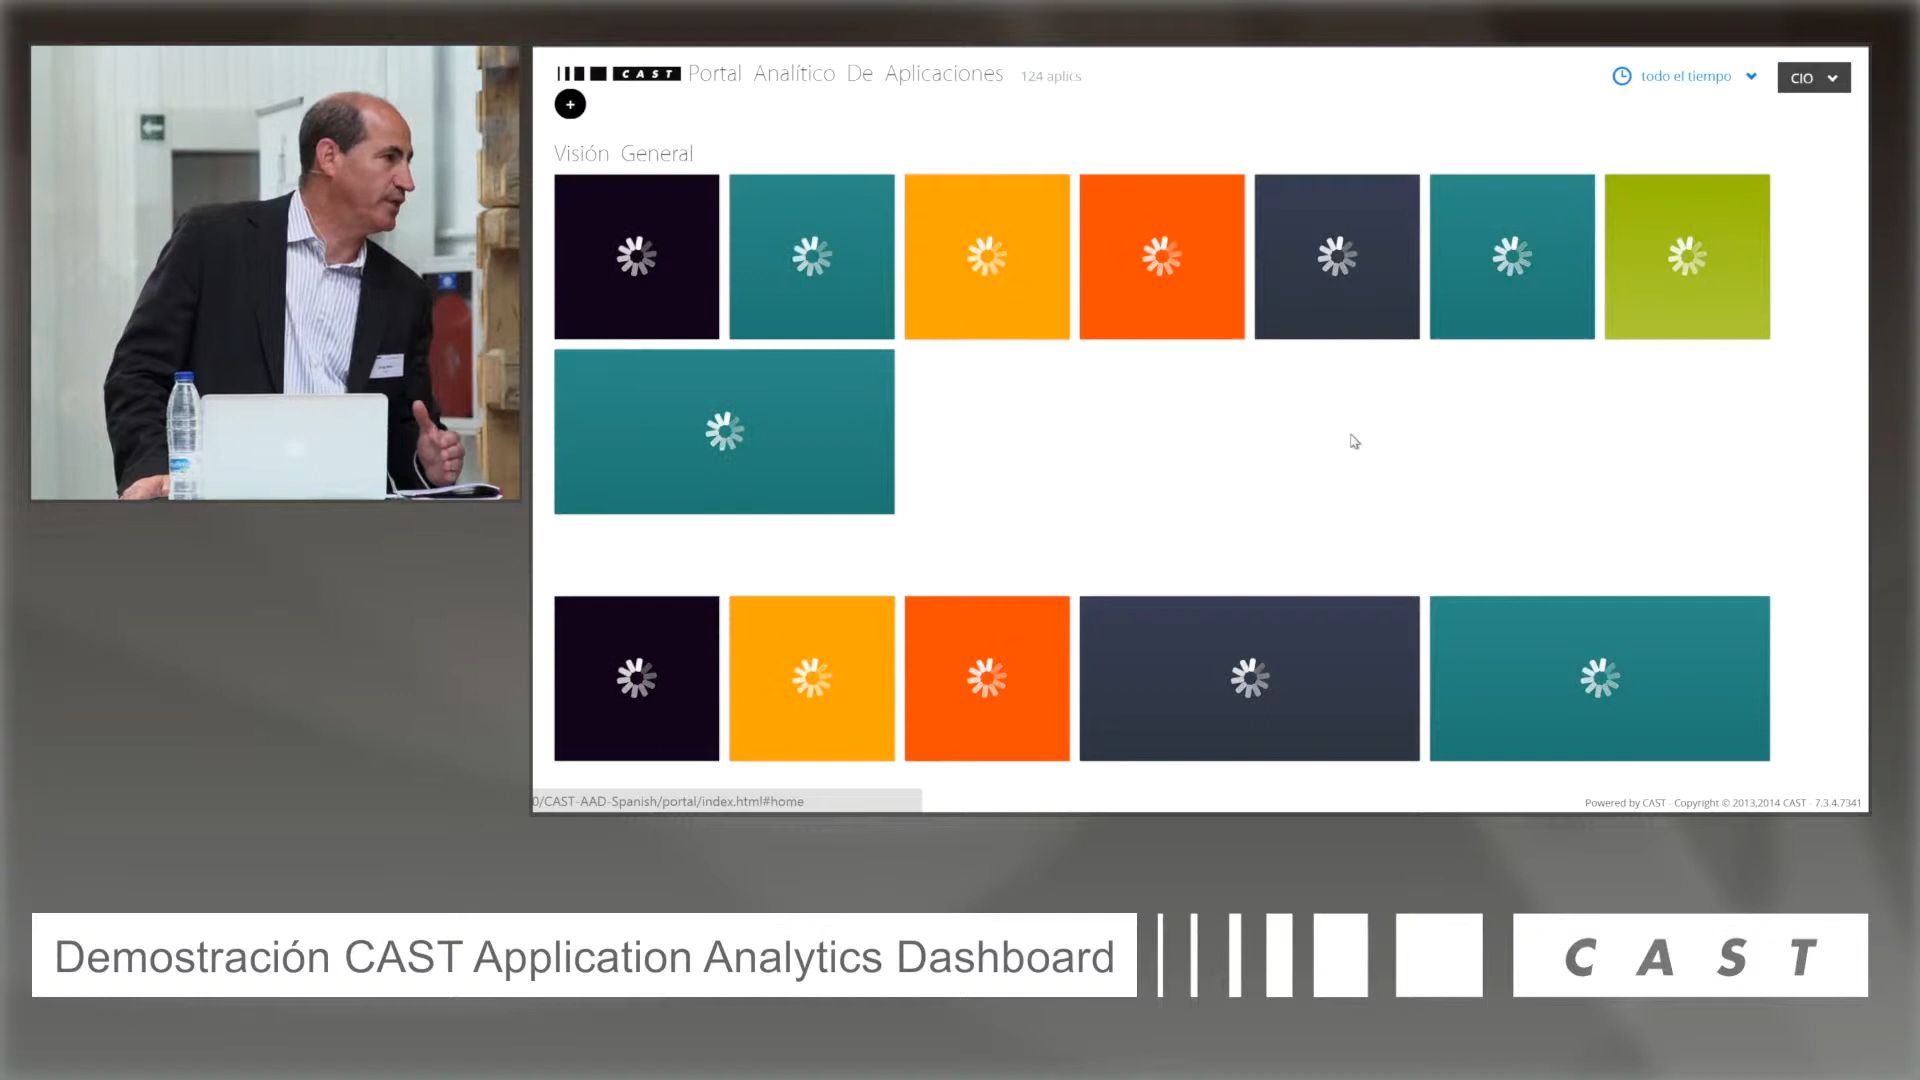 CAST Portal Analítico De Aplicaciones 124 aplics
todo el tiempo
CIO
+
Visión General
0/CAST-AAD-Spanish/portal/index.html#home
Powered by CAST - Copyright © 2013,2014 CAST - 7.3.4.7341
Demostración CAST Application Analytics Dashboard
CAST